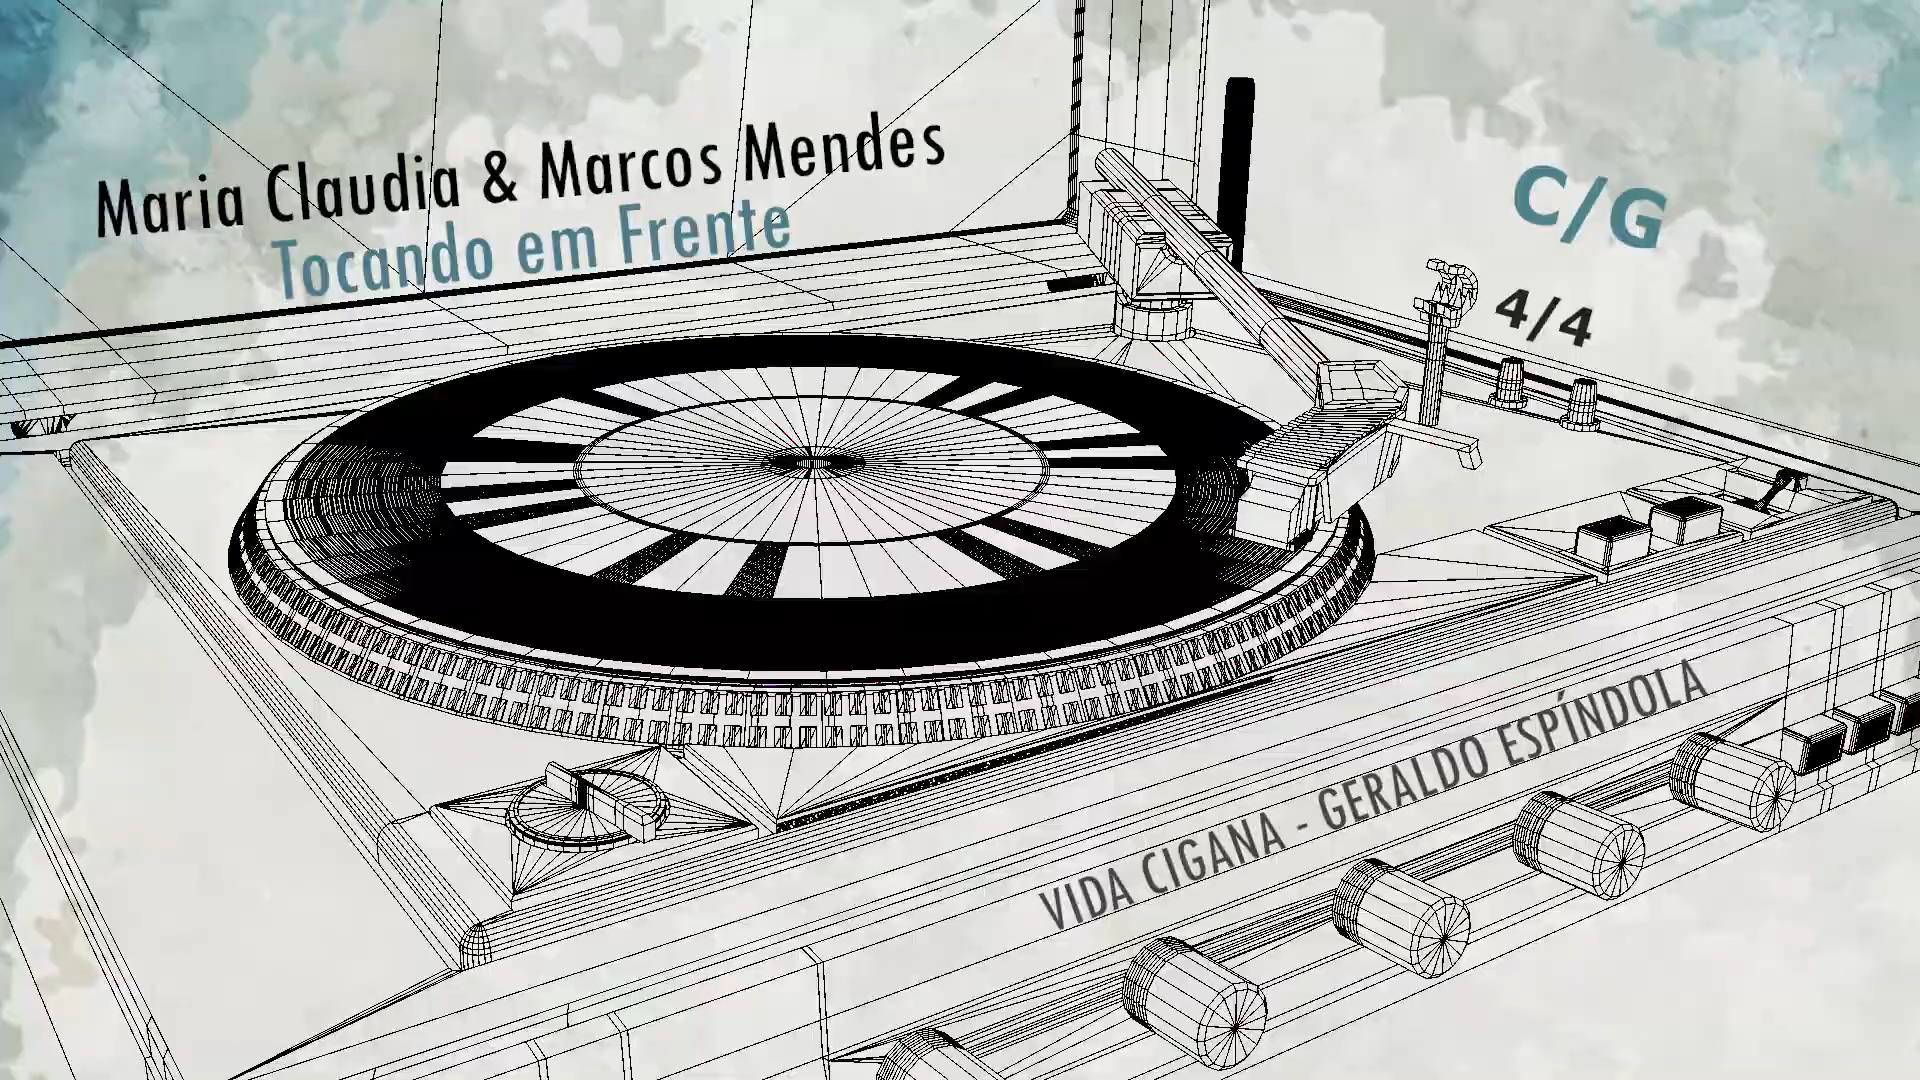 Maria Claudia & Marcos Mendes
Tocando em Frente
C/G
4/4
VIDA CIGANA - GERALDO ESPÍNDOLA